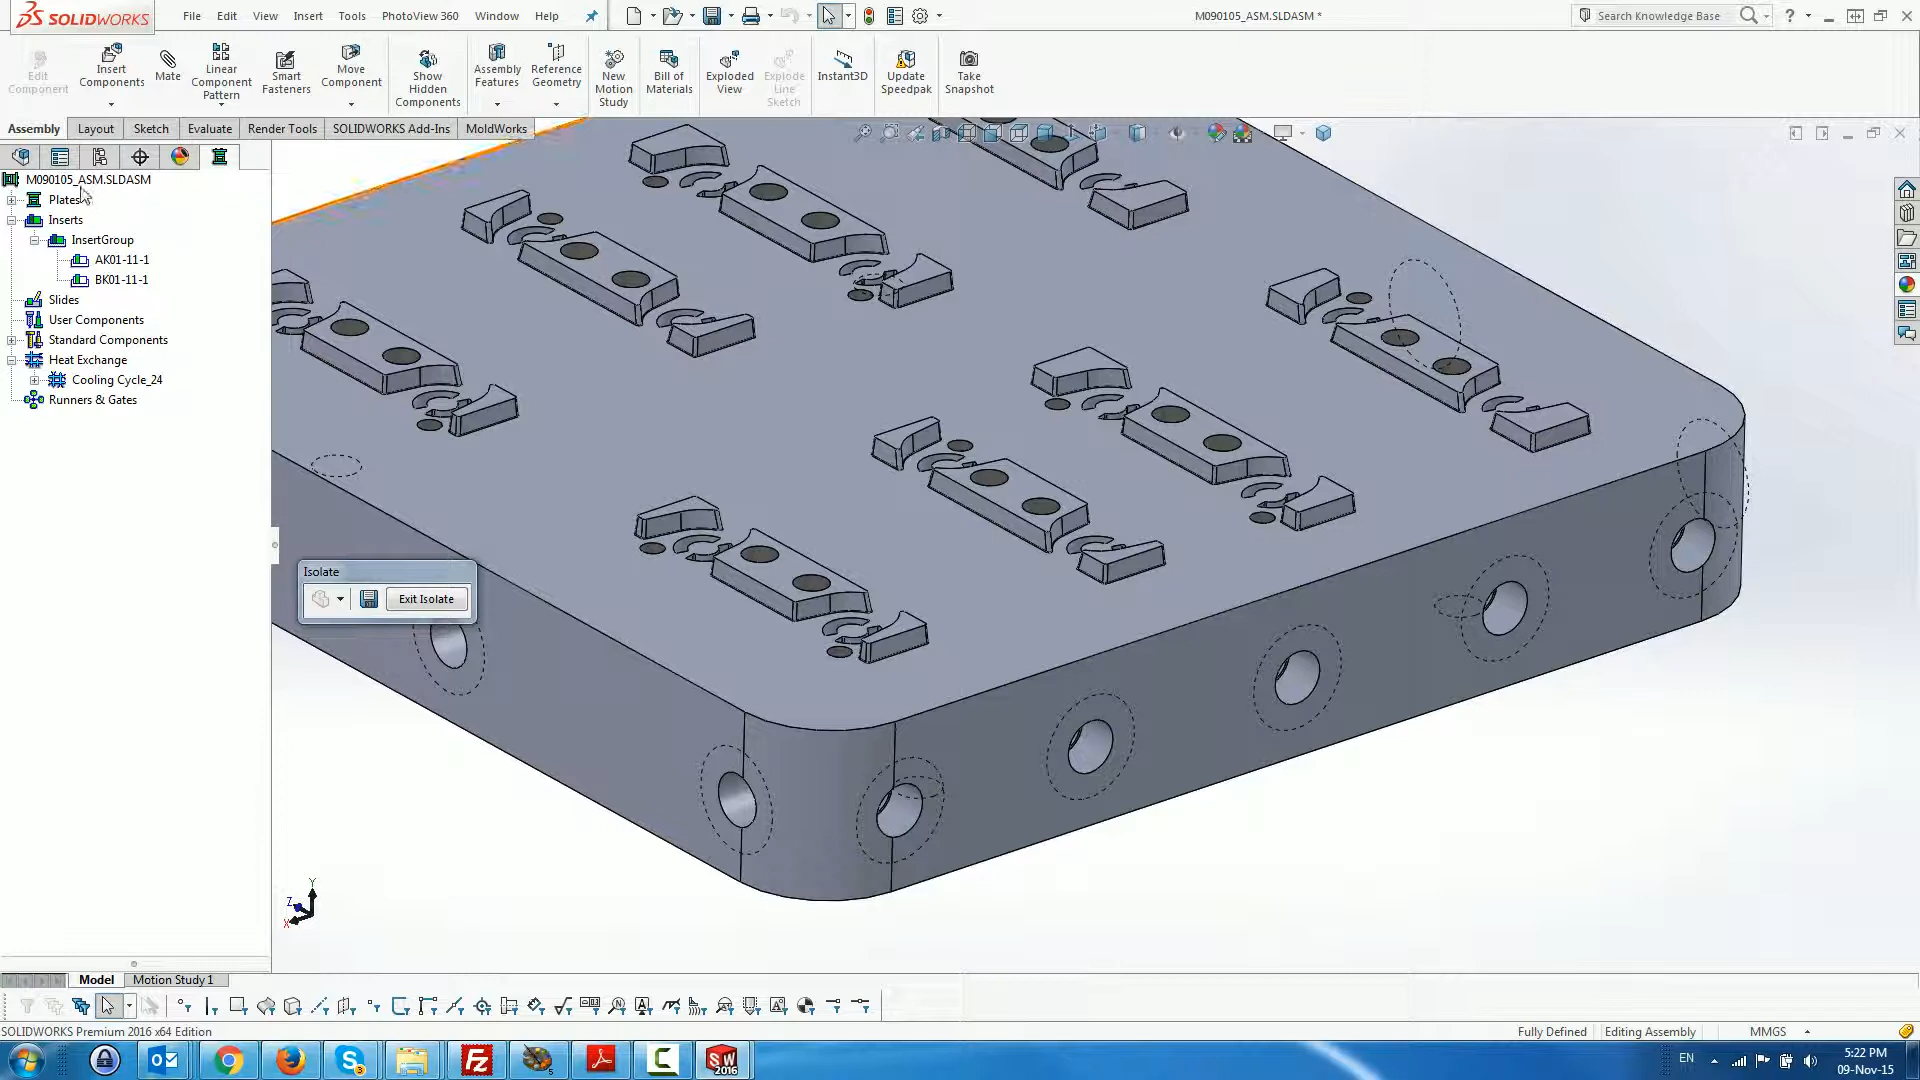 SOLIDWORKS File Edit View Insert Tools PhotoView 360 Window Help M090105_ASM.SLDASM * Search Knowledge Base ?
Edit Component
Insert Components
Mate
Linear Component Pattern
Smart Fasteners
Move Component
Show Hidden Components
Assembly Features
Reference Geometry
New Motion Study
Bill of Materials
Exploded View
Explode Line Sketch
Instant3D
Update Speedpak
Take Snapshot
Assembly Layout Sketch Evaluate Render Tools SOLIDWORKS Add-Ins MoldWorks
M090105_ASM.SLDASM
Plates
Inserts
InsertGroup
AK01-11-1
BK01-11-1
Slides
User Components
Standard Components
Heat Exchange
Cooling Cycle_24
Runners & Gates
Isolate
Exit Isolate
Y
Z
X
Model Motion Study 1
SOLIDWORKS Premium 2016 x64 Edition Fully Defined Editing Assembly MMGS
EN 5:22 PM
09-Nov-15